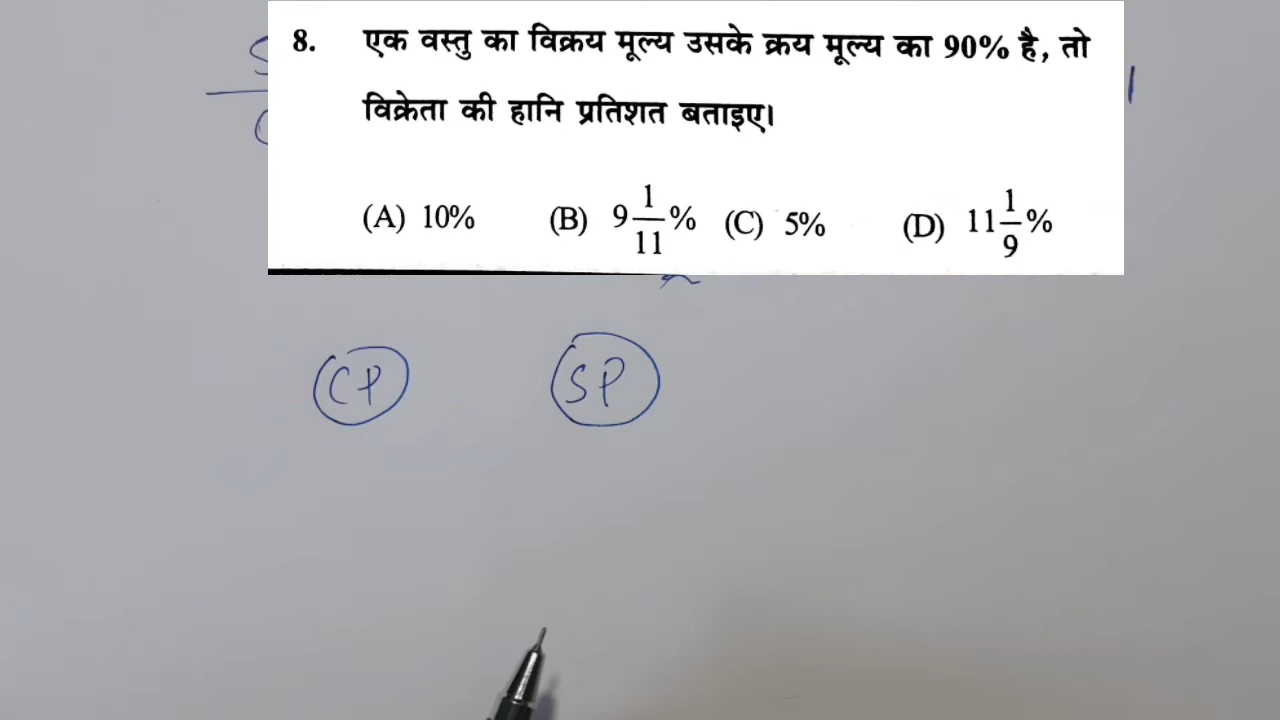 8. एक वस्तु का विक्रय मूल्य उसके क्रय मूल्य का 90% है, तो
विक्रेता की हानि प्रतिशत बताइए।
(A) 10% (B) 9 1/11 % (C) 5% (D) 11 1/9 %
CP SP